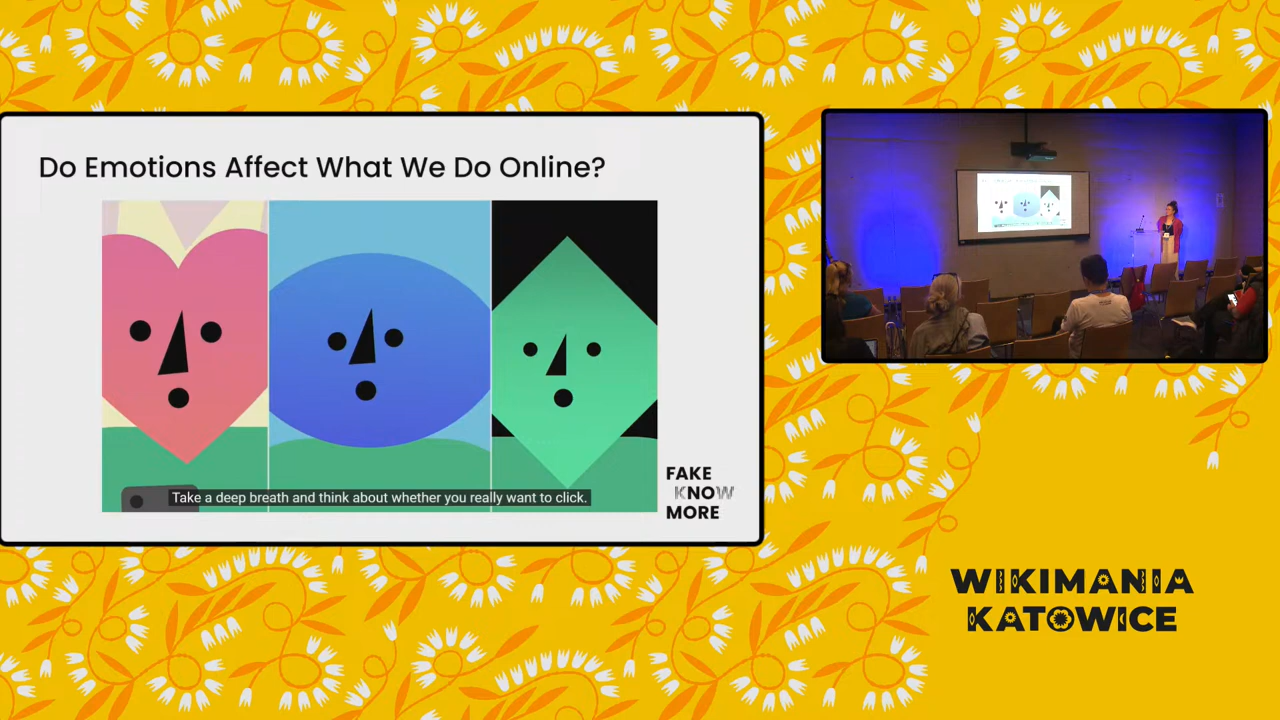 Do Emotions Affect What We Do Online?
Take a deep breath and think about whether you really want to click.
FAKE
KNOW
MORE
WIKIMANIA
KATOWICE